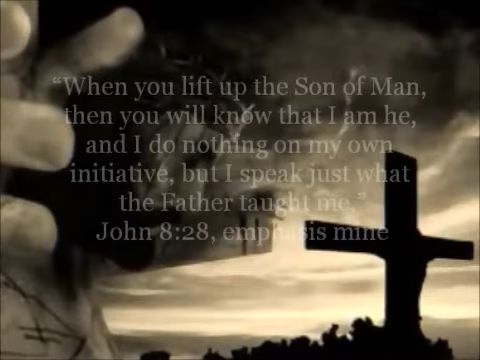 “When you lift up the Son of Man,
then you will know that I am he,
and I do nothing on my own
initiative, but I speak just what
the Father taught me.”
John 8:28, emphasis mine